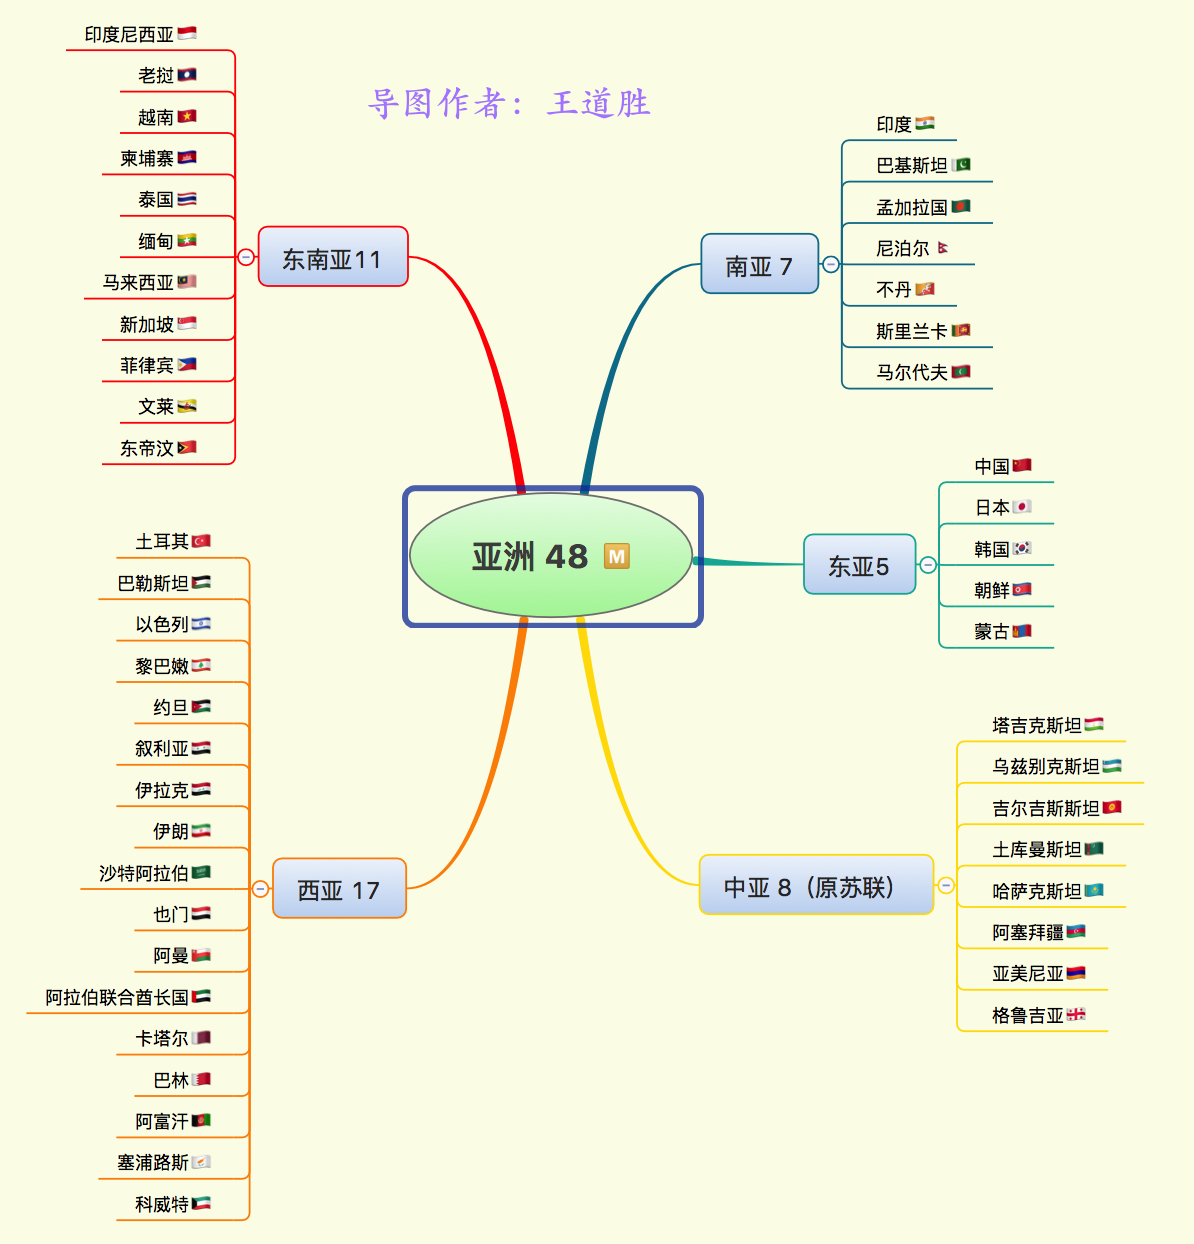 导图作者：王道胜
亚洲 48 M
东南亚11
印度尼西亚
老挝
越南
柬埔寨
泰国
缅甸
马来西亚
新加坡
菲律宾
文莱
东帝汶
南亚 7
印度
巴基斯坦
孟加拉国
尼泊尔
不丹
斯里兰卡
马尔代夫
东亚5
中国
日本
韩国
朝鲜
蒙古
中亚 8（原苏联）
塔吉克斯坦
乌兹别克斯坦
吉尔吉斯斯坦
土库曼斯坦
哈萨克斯坦
阿塞拜疆
亚美尼亚
格鲁吉亚
西亚 17
土耳其
巴勒斯坦
以色列
黎巴嫩
约旦
叙利亚
伊拉克
伊朗
沙特阿拉伯
也门
阿曼
阿拉伯联合酋长国
卡塔尔
巴林
阿富汗
塞浦路斯
科威特